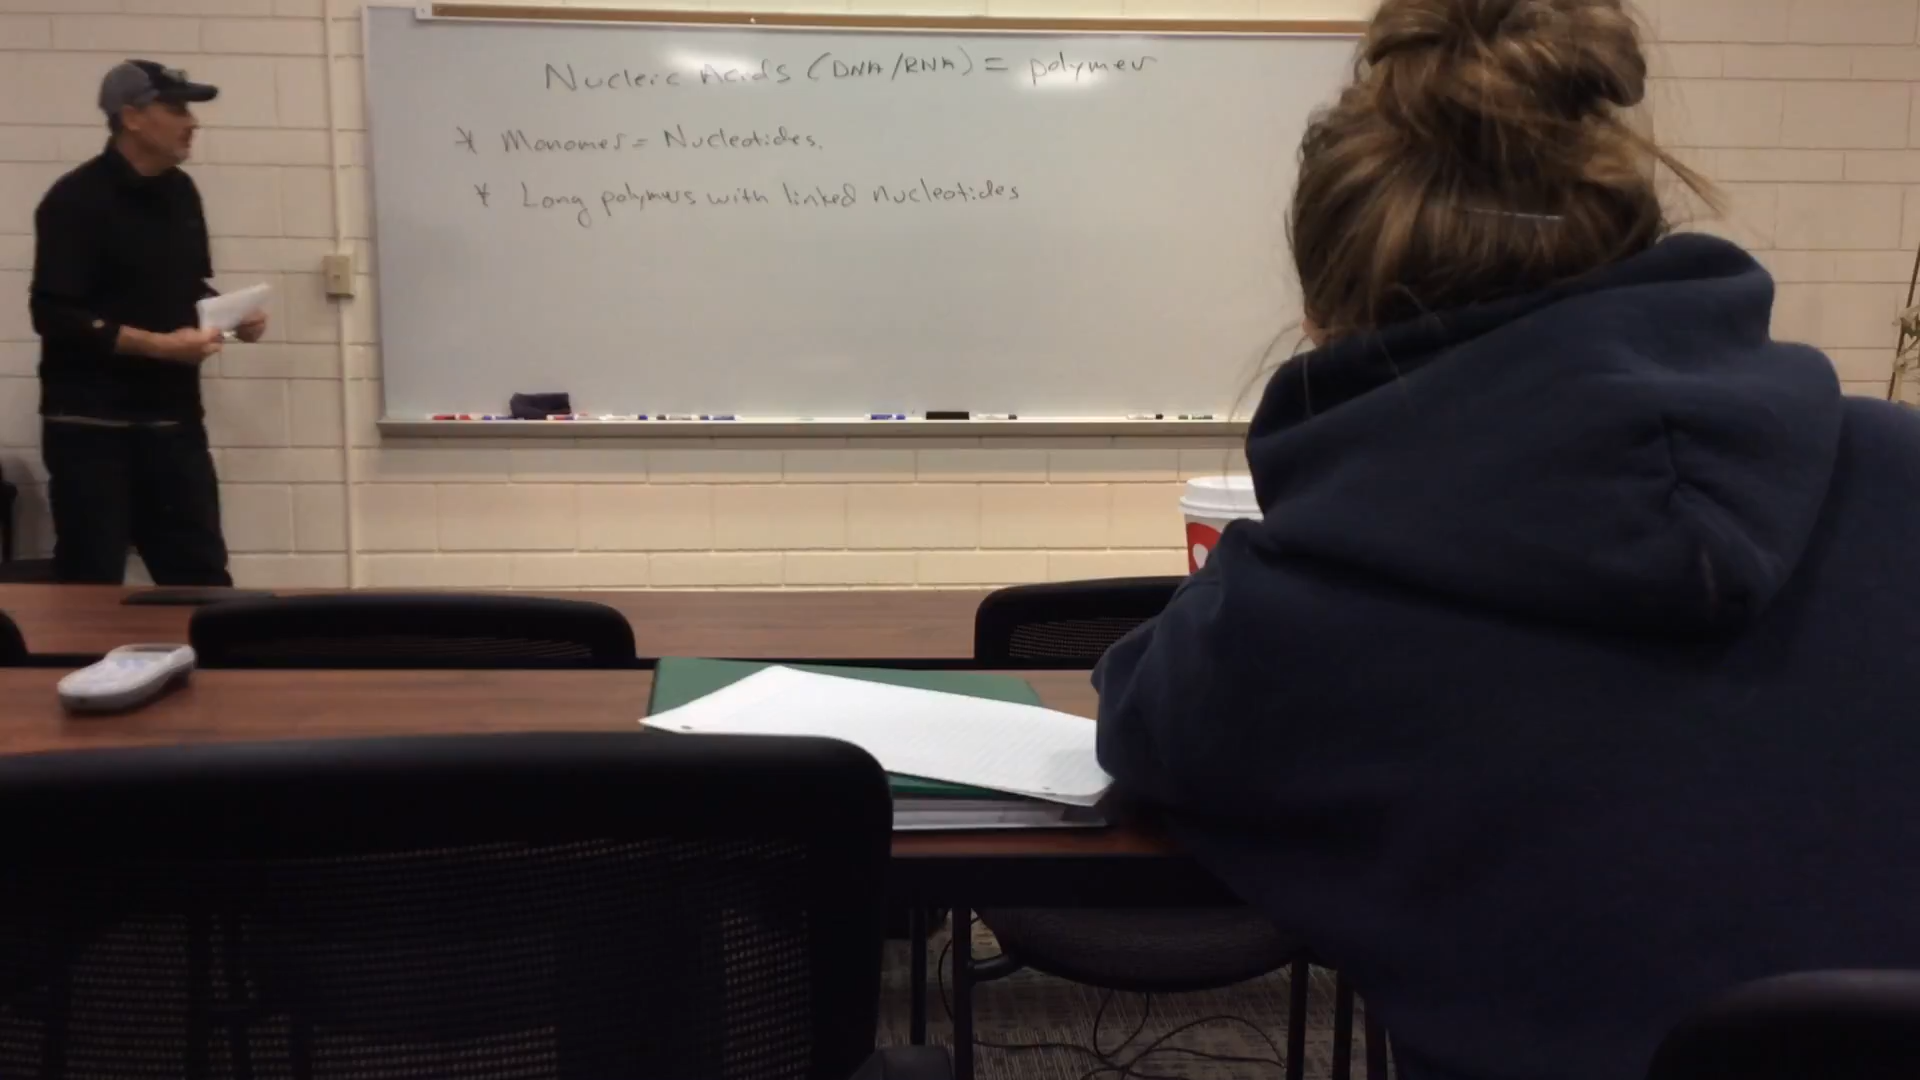 Nucleic Acids (DNA/RNA) = polymer
* Monomers = Nucleotides.
* Long polymers with linked nucleotides